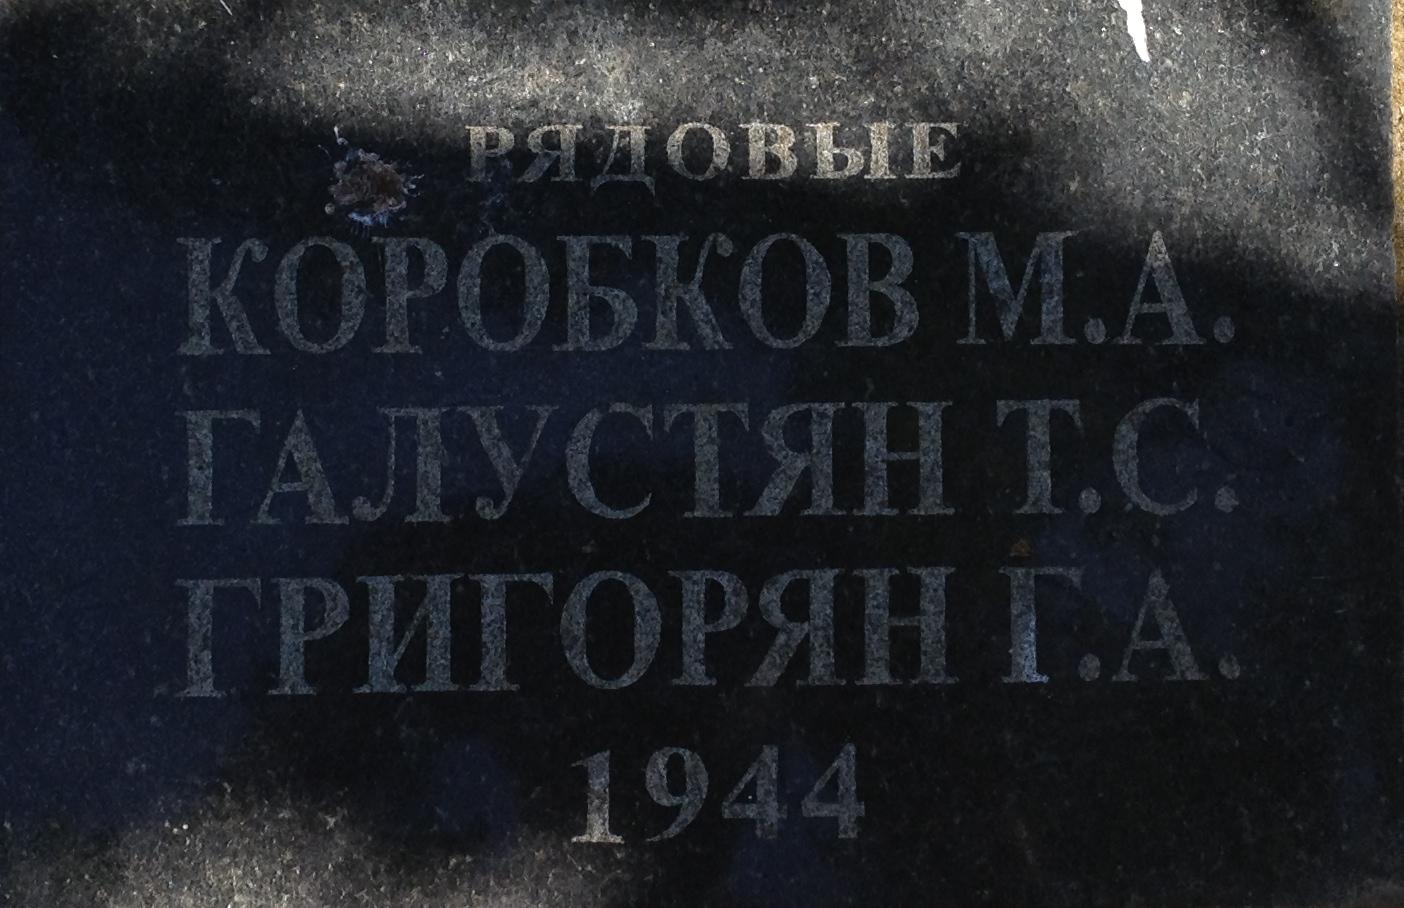 РЯДОВЫЕ
КОРОБКОВ М.А.
ГАЛУСТЯН Т.С.
ГРИГОРЯН Г.А.
1944